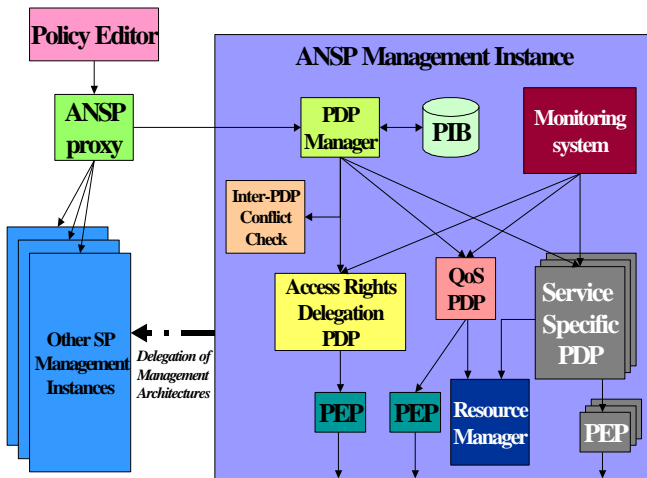 Policy Editor
ANSP Management Instance
ANSP
proxy
PDP
Manager
PIB
Monitoring
system
Inter-PDP
Conflict
Check
Access Rights
Delegation
PDP
QoS
PDP
Service
Specific
PDP
Other SP
Management
Instances
Delegation of
Management
Architectures
PEP
PEP
Resource
Manager
PEP